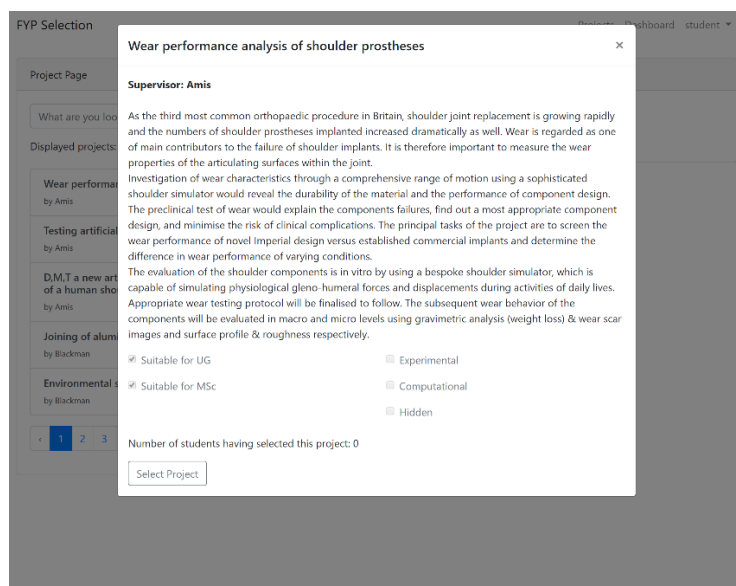 FYP Selection
Projects Dashboard student
Wear performance analysis of shoulder prostheses
×
Project Page
Supervisor: Amis
What are you loo
Displayed projects:
As the third most common orthopaedic procedure in Britain, shoulder joint replacement is growing rapidly
and the numbers of shoulder prostheses implanted increased dramatically as well. Wear is regarded as one
of main contributors to the failure of shoulder implants. It is therefore important to measure the wear
properties of the articulating surfaces within the joint.
Investigation of wear characteristics through a comprehensive range of motion using a sophisticated
shoulder simulator would reveal the durability of the material and the performance of component design.
The preclinical test of wear would explain the components failures, find out a most appropriate component
design, and minimise the risk of clinical complications. The principal tasks of the project are to screen the
wear performance of novel Imperial design versus established commercial implants and determine the
difference in wear performance of varying conditions.
The evaluation of the shoulder components is in vitro by using a bespoke shoulder simulator, which is
capable of simulating physiological gleno-humeral forces and displacements during activities of daily lives.
Appropriate wear testing protocol will be finalised to follow. The subsequent wear behavior of the
components will be evaluated in macro and micro levels using gravimetric analysis (weight loss) & wear scar
images and surface profile & roughness respectively.
Wear performa
by Amis
Testing artificial
by Amis
D,M,T a new art
of a human sho
by Amis
Joining of alumi
by Blackman
Environmental s
by Blackman
‹ 1 2 3
Suitable for UG
Experimental
Suitable for MSc
Computational
Hidden
Number of students having selected this project: 0
Select Project